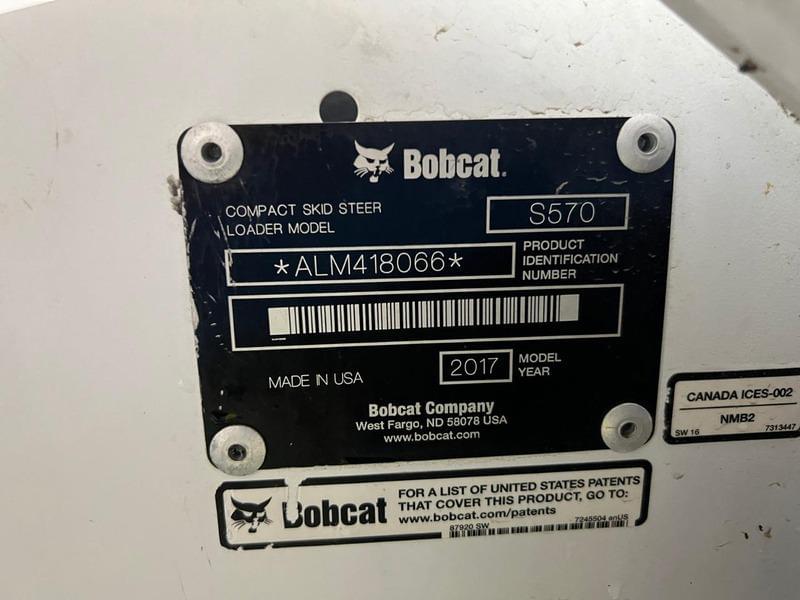 Bobcat.
COMPACT SKID STEER
LOADER MODEL
S570
*ALM418066*
PRODUCT
IDENTIFICATION
NUMBER
MADE IN USA
2017
MODEL
YEAR
Bobcat Company
West Fargo, ND 58078 USA
www.bobcat.com
CANADA ICES-002
NMB2
SW 16
7313447
Bobcat
FOR A LIST OF UNITED STATES PATENTS
THAT COVER THIS PRODUCT, GO TO:
www.bobcat.com/patents
87920 SW
7245504 enUS